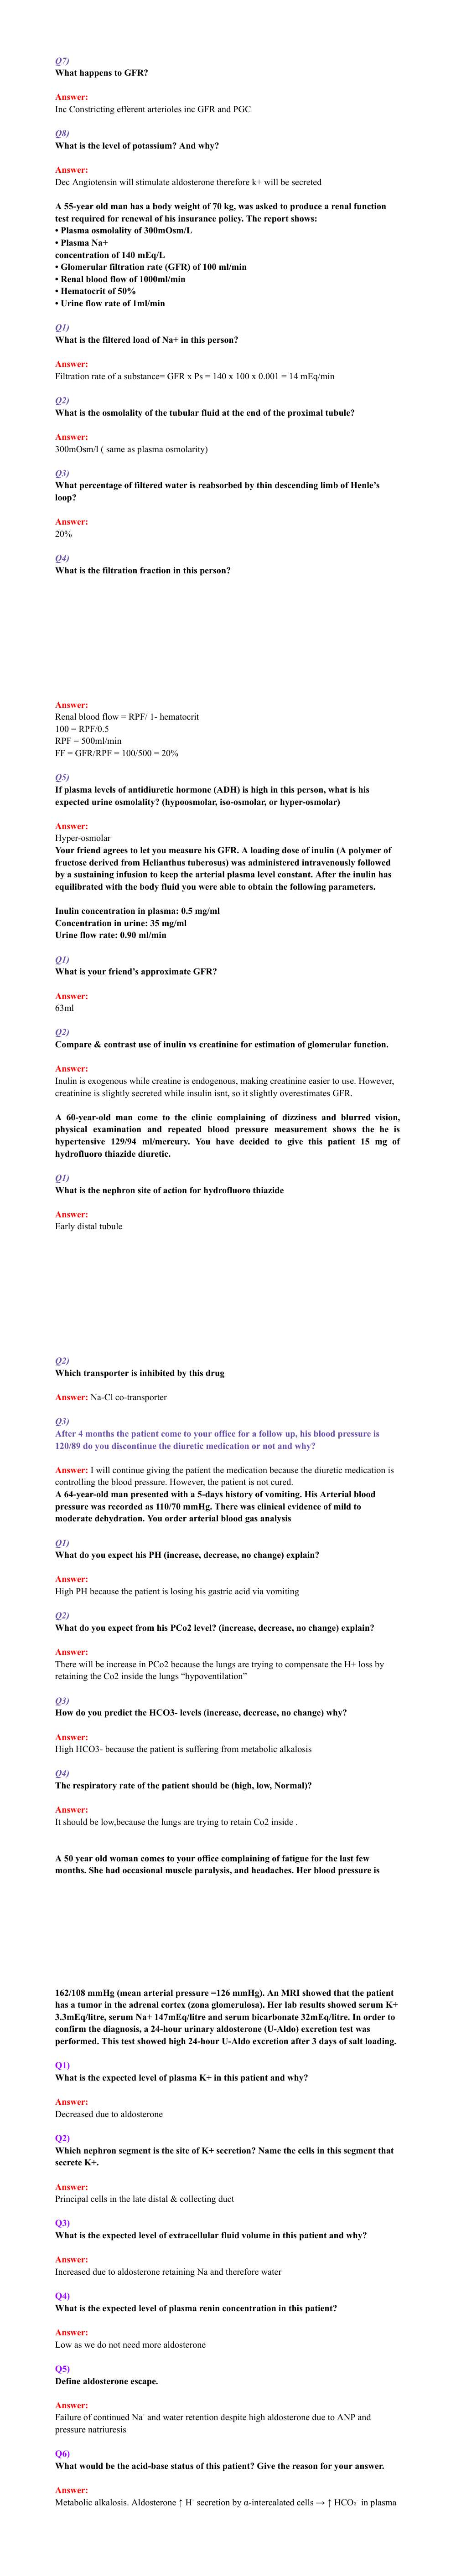 Q7)
What happens to GFR?
Answer:
Inc Constricting efferent arterioles inc GFR and PGC
Q8)
What is the level of potassium? And why?
Answer:
Dec Angiotensin will stimulate aldosterone therefore k+ will be secreted
A 55-year old man has a body weight of 70 kg, was asked to produce a renal function
test required for renewal of his insurance policy. The report shows:
• Plasma osmolality of 300mOsm/L
• Plasma Na+
concentration of 140 mEq/L
• Glomerular filtration rate (GFR) of 100 ml/min
• Renal blood flow of 1000ml/min
• Hematocrit of 50%
• Urine flow rate of 1ml/min
Q1)
What is the filtered load of Na+ in this person?
Answer:
Filtration rate of a substance= GFR x Ps = 140 x 100 x 0.001 = 14 mEq/min
Q2)
What is the osmolality of the tubular fluid at the end of the proximal tubule?
Answer:
300mOsm/l ( same as plasma osmolarity)
Q3)
What percentage of filtered water is reabsorbed by thin descending limb of Henle's
loop?
Answer:
20%
Q4)
What is the filtration fraction in this person?
Answer:
Renal blood flow = RPF/ 1- hematocrit
100 = RPF/0.5
RPF = 500ml/min
FF = GFR/RPF = 100/500 = 20%
Q5)
If plasma levels of antidiuretic hormone (ADH) is high in this person, what is his
expected urine osmolality? (hypoosmolar, iso-osmolar, or hyper-osmolar)
Answer:
Hyper-osmolar
Your friend agrees to let you measure his GFR. A loading dose of inulin (A polymer of
fructose derived from Helianthus tuberosus) was administered intravenously followed
by a sustaining infusion to keep the arterial plasma level constant. After the inulin has
equilibrated with the body fluid you were able to obtain the following parameters.
Inulin concentration in plasma: 0.5 mg/ml
Concentration in urine: 35 mg/ml
Urine flow rate: 0.90 ml/min
Q1)
What is your friend's approximate GFR?
Answer:
63ml
Q2)
Compare & contrast use of inulin vs creatinine for estimation of glomerular function.
Answer:
Inulin is exogenous while creatine is endogenous, making creatinine easier to use. However,
creatinine is slightly secreted while insulin isnt, so it slightly overestimates GFR.
A 60-year-old man come to the clinic complaining of dizziness and blurred vision,
physical examination and repeated blood pressure measurement shows the he is
hypertensive 129/94 ml/mercury. You have decided to give this patient 15 mg of
hydrofluoro thiazide diuretic.
Q1)
What is the nephron site of action for hydrofluoro thiazide
Answer:
Early distal tubule
Q2)
Which transporter is inhibited by this drug
Answer: Na-Cl co-transporter
Q3)
After 4 months the patient come to your office for a follow up, his blood pressure is
120/89 do you discontinue the diuretic medication or not and why?
Answer: I will continue giving the patient the medication because the diuretic medication is
controlling the blood pressure. However, the patient is not cured.
A 64-year-old man presented with a 5-days history of vomiting. His Arterial blood
pressure was recorded as 110/70 mmHg. There was clinical evidence of mild to
moderate dehydration. You order arterial blood gas analysis
Q1)
What do you expect his PH (increase, decrease, no change) explain?
Answer:
High PH because the patient is losing his gastric acid via vomiting
Q2)
What do you expect from his PCo2 level? (increase, decrease, no change) explain?
Answer:
There will be increase in PCo2 because the lungs are trying to compensate the H+ loss by
retaining the Co2 inside the lungs "hypoventilation"
Q3)
How do you predict the HCO3- levels (increase, decrease, no change) why?
Answer:
High HCO3- because the patient is suffering from metabolic alkalosis
Q4)
The respiratory rate of the patient should be (high, low, Normal)?
Answer:
It should be low,because the lungs are trying to retain Co2 inside .
A 50 year old woman comes to your office complaining of fatigue for the last few
months. She had occasional muscle paralysis, and headaches. Her blood pressure is
162/108 mmHg (mean arterial pressure =126 mmHg). An MRI showed that the patient
has a tumor in the adrenal cortex (zona glomerulosa). Her lab results showed serum K+
3.3mEq/litre, serum Na+ 147mEq/litre and serum bicarbonate 32mEq/litre. In order to
confirm the diagnosis, a 24-hour urinary aldosterone (U-Aldo) excretion test was
performed. This test showed high 24-hour U-Aldo excretion after 3 days of salt loading.
Q1)
What is the expected level of plasma K+ in this patient and why?
Answer:
Decreased due to aldosterone
Q2)
Which nephron segment is the site of K+ secretion? Name the cells in this segment that
secrete K+.
Answer:
Principal cells in the late distal & collecting duct
Q3)
What is the expected level of extracellular fluid volume in this patient and why?
Answer:
Increased due to aldosterone retaining Na and therefore water
Q4)
What is the expected level of plasma renin concentration in this patient?
Answer:
Low as we do not need more aldosterone
Q5)
Define aldosterone escape.
Answer:
Failure of continued Na⁺ and water retention despite high aldosterone due to ANP and
pressure natriuresis
Q6)
What would be the acid-base status of this patient? Give the reason for your answer.
Answer:
Metabolic alkalosis. Aldosterone ↑ H⁺ secretion by α-intercalated cells → ↑ HCO₃⁻ in plasma